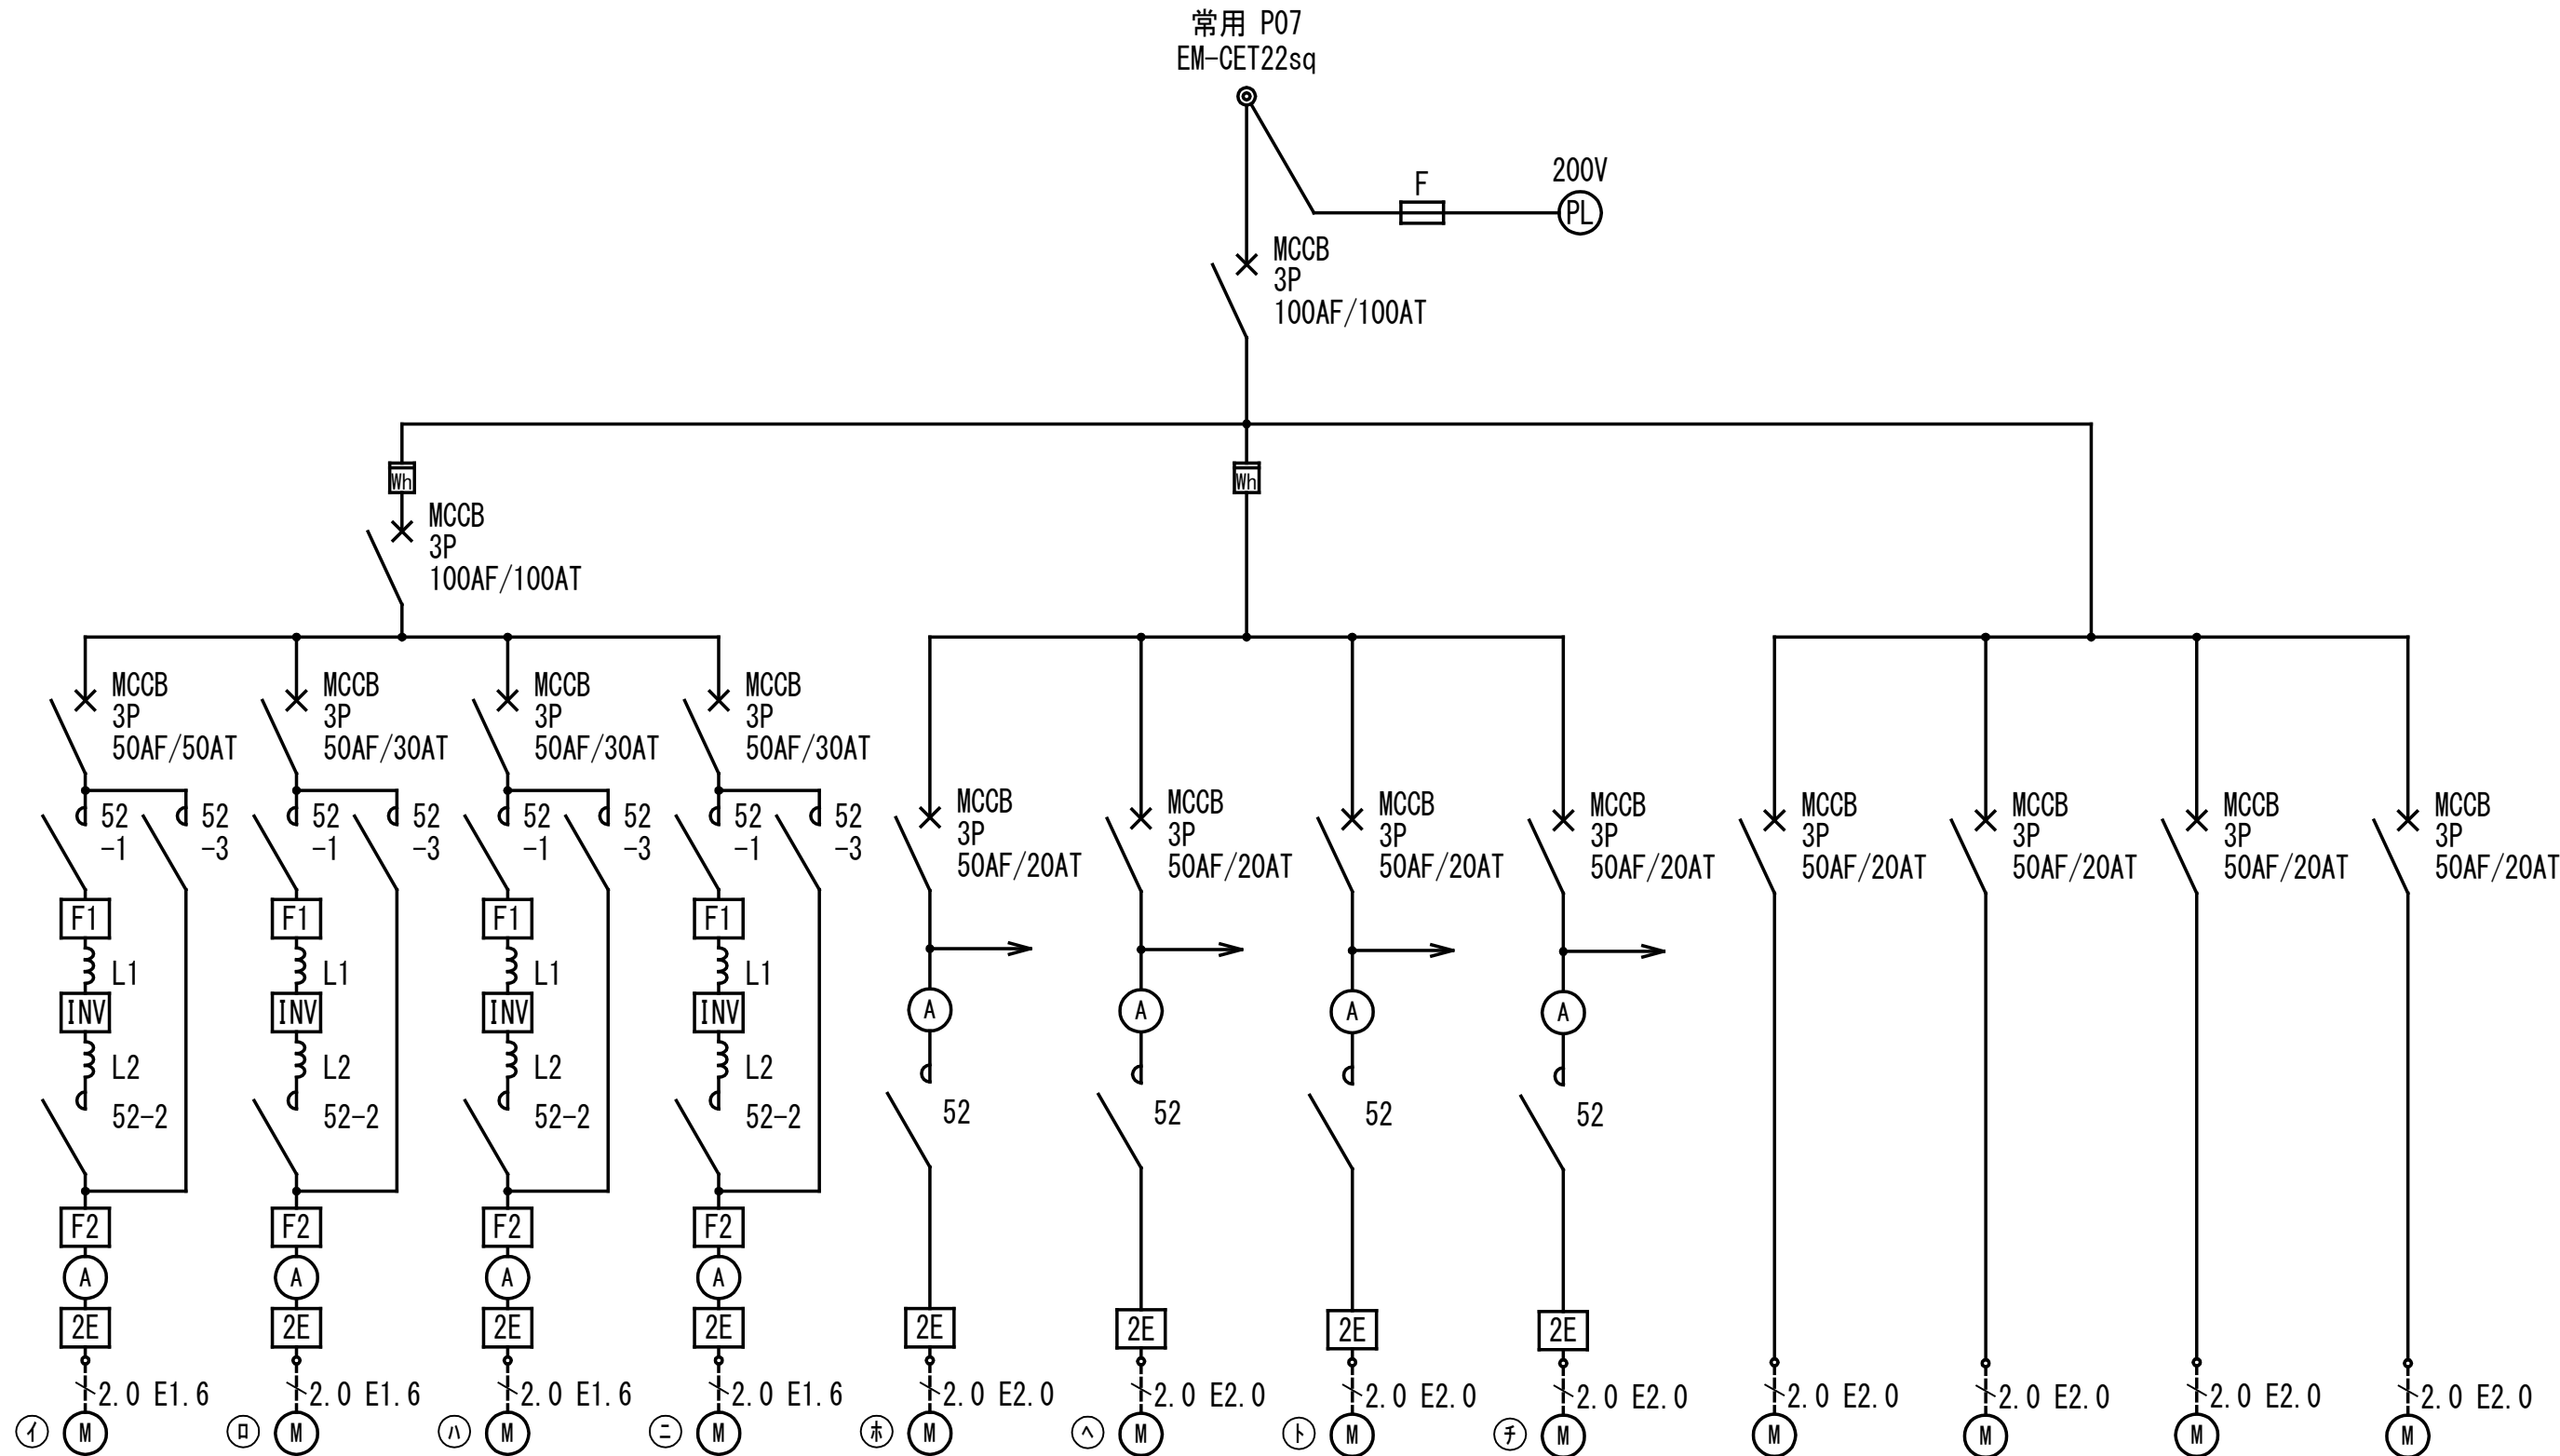 常用 P07
EM-CET22sq
F
200V
PL
MCCB
3P
100AF/100AT
Wh
Wh
MCCB
3P
100AF/100AT
MCCB
3P
50AF/50AT
MCCB
3P
50AF/30AT
MCCB
3P
50AF/30AT
MCCB
3P
50AF/30AT
52
-1
52
-3
52
-1
52
-3
52
-1
52
-3
52
-1
52
-3
MCCB
3P
50AF/20AT
MCCB
3P
50AF/20AT
MCCB
3P
50AF/20AT
MCCB
3P
50AF/20AT
MCCB
3P
50AF/20AT
MCCB
3P
50AF/20AT
MCCB
3P
50AF/20AT
MCCB
3P
50AF/20AT
F1 F1 F1 F1
L1 L1 L1 L1
INV INV INV INV A A A A
L2 L2 L2 L2
52-2 52-2 52-2 52-2 52 52 52 52
F2 F2 F2 F2
A A A A
2E 2E 2E 2E 2E 2E 2E 2E
2.0 E1.6 2.0 E1.6 2.0 E1.6 2.0 E1.6 2.0 E2.0 2.0 E2.0 2.0 E2.0 2.0 E2.0 2.0 E2.0 2.0 E2.0 2.0 E2.0 2.0 E2.0
イ M ロ M ハ M ニ M ホ M ヘ M ト M チ M M M M M